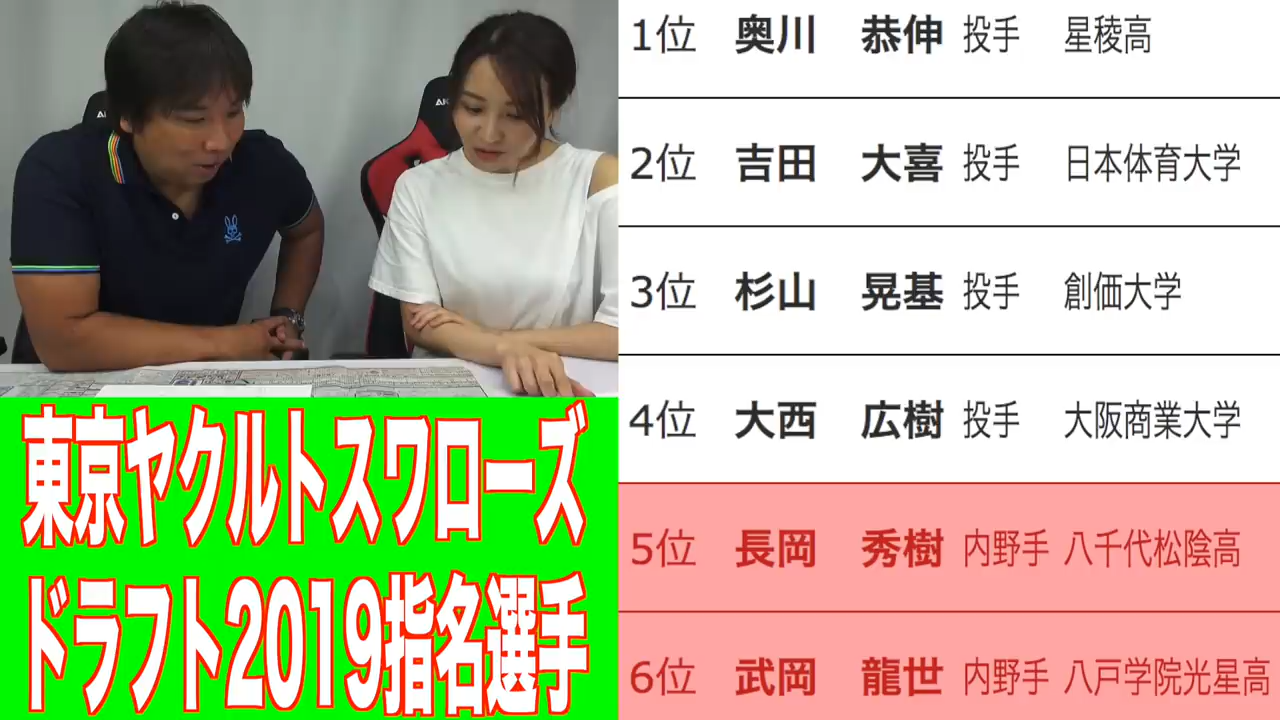 1位 奥川 恭伸 投手 星稜高
2位 吉田 大喜 投手 日本体育大学
3位 杉山 晃基 投手 創価大学
4位 大西 広樹 投手 大阪商業大学
5位 長岡 秀樹 内野手 八千代松陰高
6位 武岡 龍世 内野手 八戸学院光星高
東京ヤクルトスワローズ
ドラフト2019指名選手